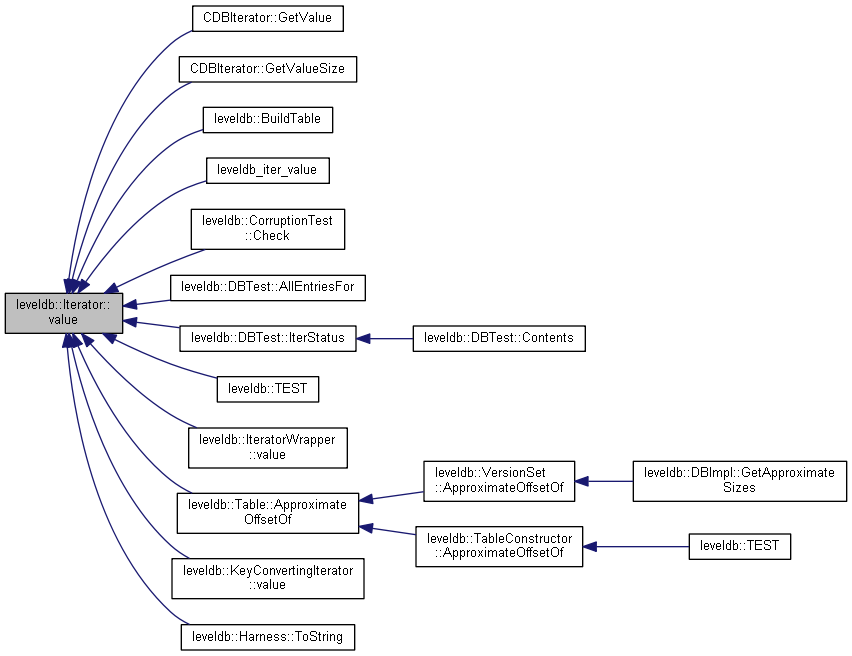 CDBIterator::GetValue
CDBIterator::GetValueSize
leveldb::BuildTable
leveldb_iter_value
leveldb::CorruptionTest
::Check
leveldb::DBTest::AllEntriesFor
leveldb::Iterator::
value
leveldb::DBTest::IterStatus
leveldb::DBTest::Contents
leveldb::TEST
leveldb::IteratorWrapper
::value
leveldb::Table::Approximate
OffsetOf
leveldb::VersionSet
::ApproximateOffsetOf
leveldb::DBImpl::GetApproximate
Sizes
leveldb::TableConstructor
::ApproximateOffsetOf
leveldb::TEST
leveldb::KeyConvertingIterator
::value
leveldb::Harness::ToString